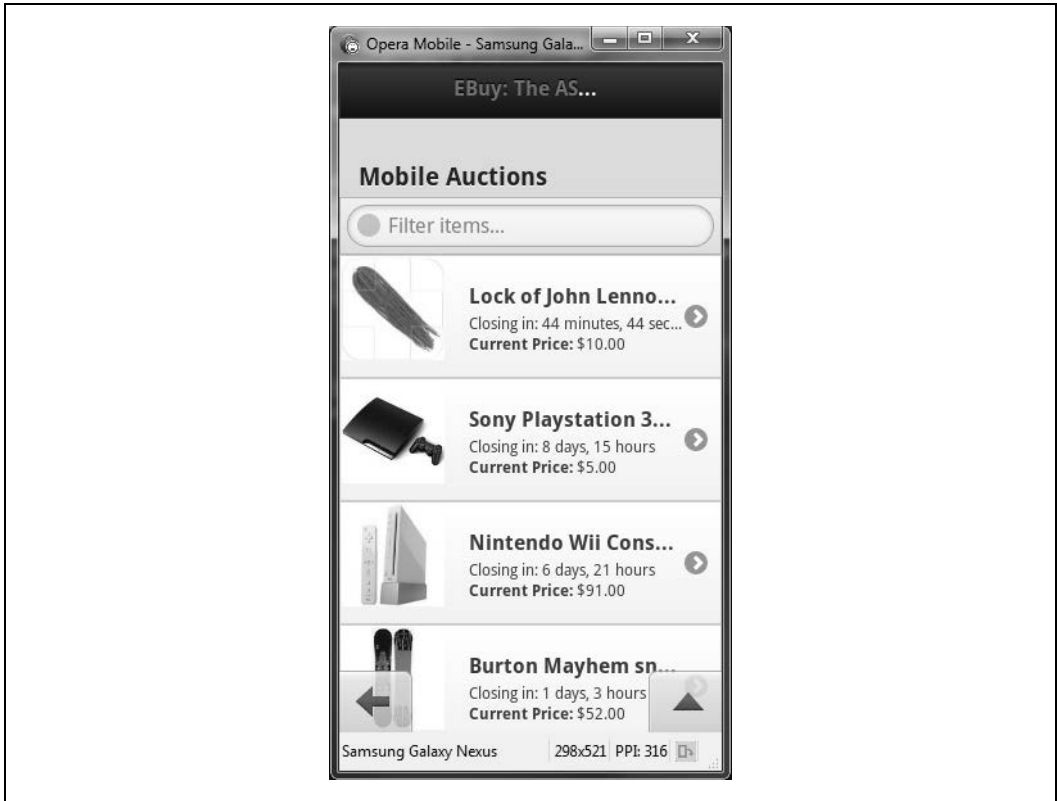 Opera Mobile - Samsung Gala...
EBuy: The AS...
Mobile Auctions
Filter items...
Lock of John Lenno...
Closing in: 44 minutes, 44 sec...
Current Price: $10.00
Sony Playstation 3...
Closing in: 8 days, 15 hours
Current Price: $5.00
Nintendo Wii Cons...
Closing in: 6 days, 21 hours
Current Price: $91.00
Burton Mayhem sn...
Closing in: 1 days, 3 hours
Current Price: $52.00
Samsung Galaxy Nexus 298x521 PPI: 316